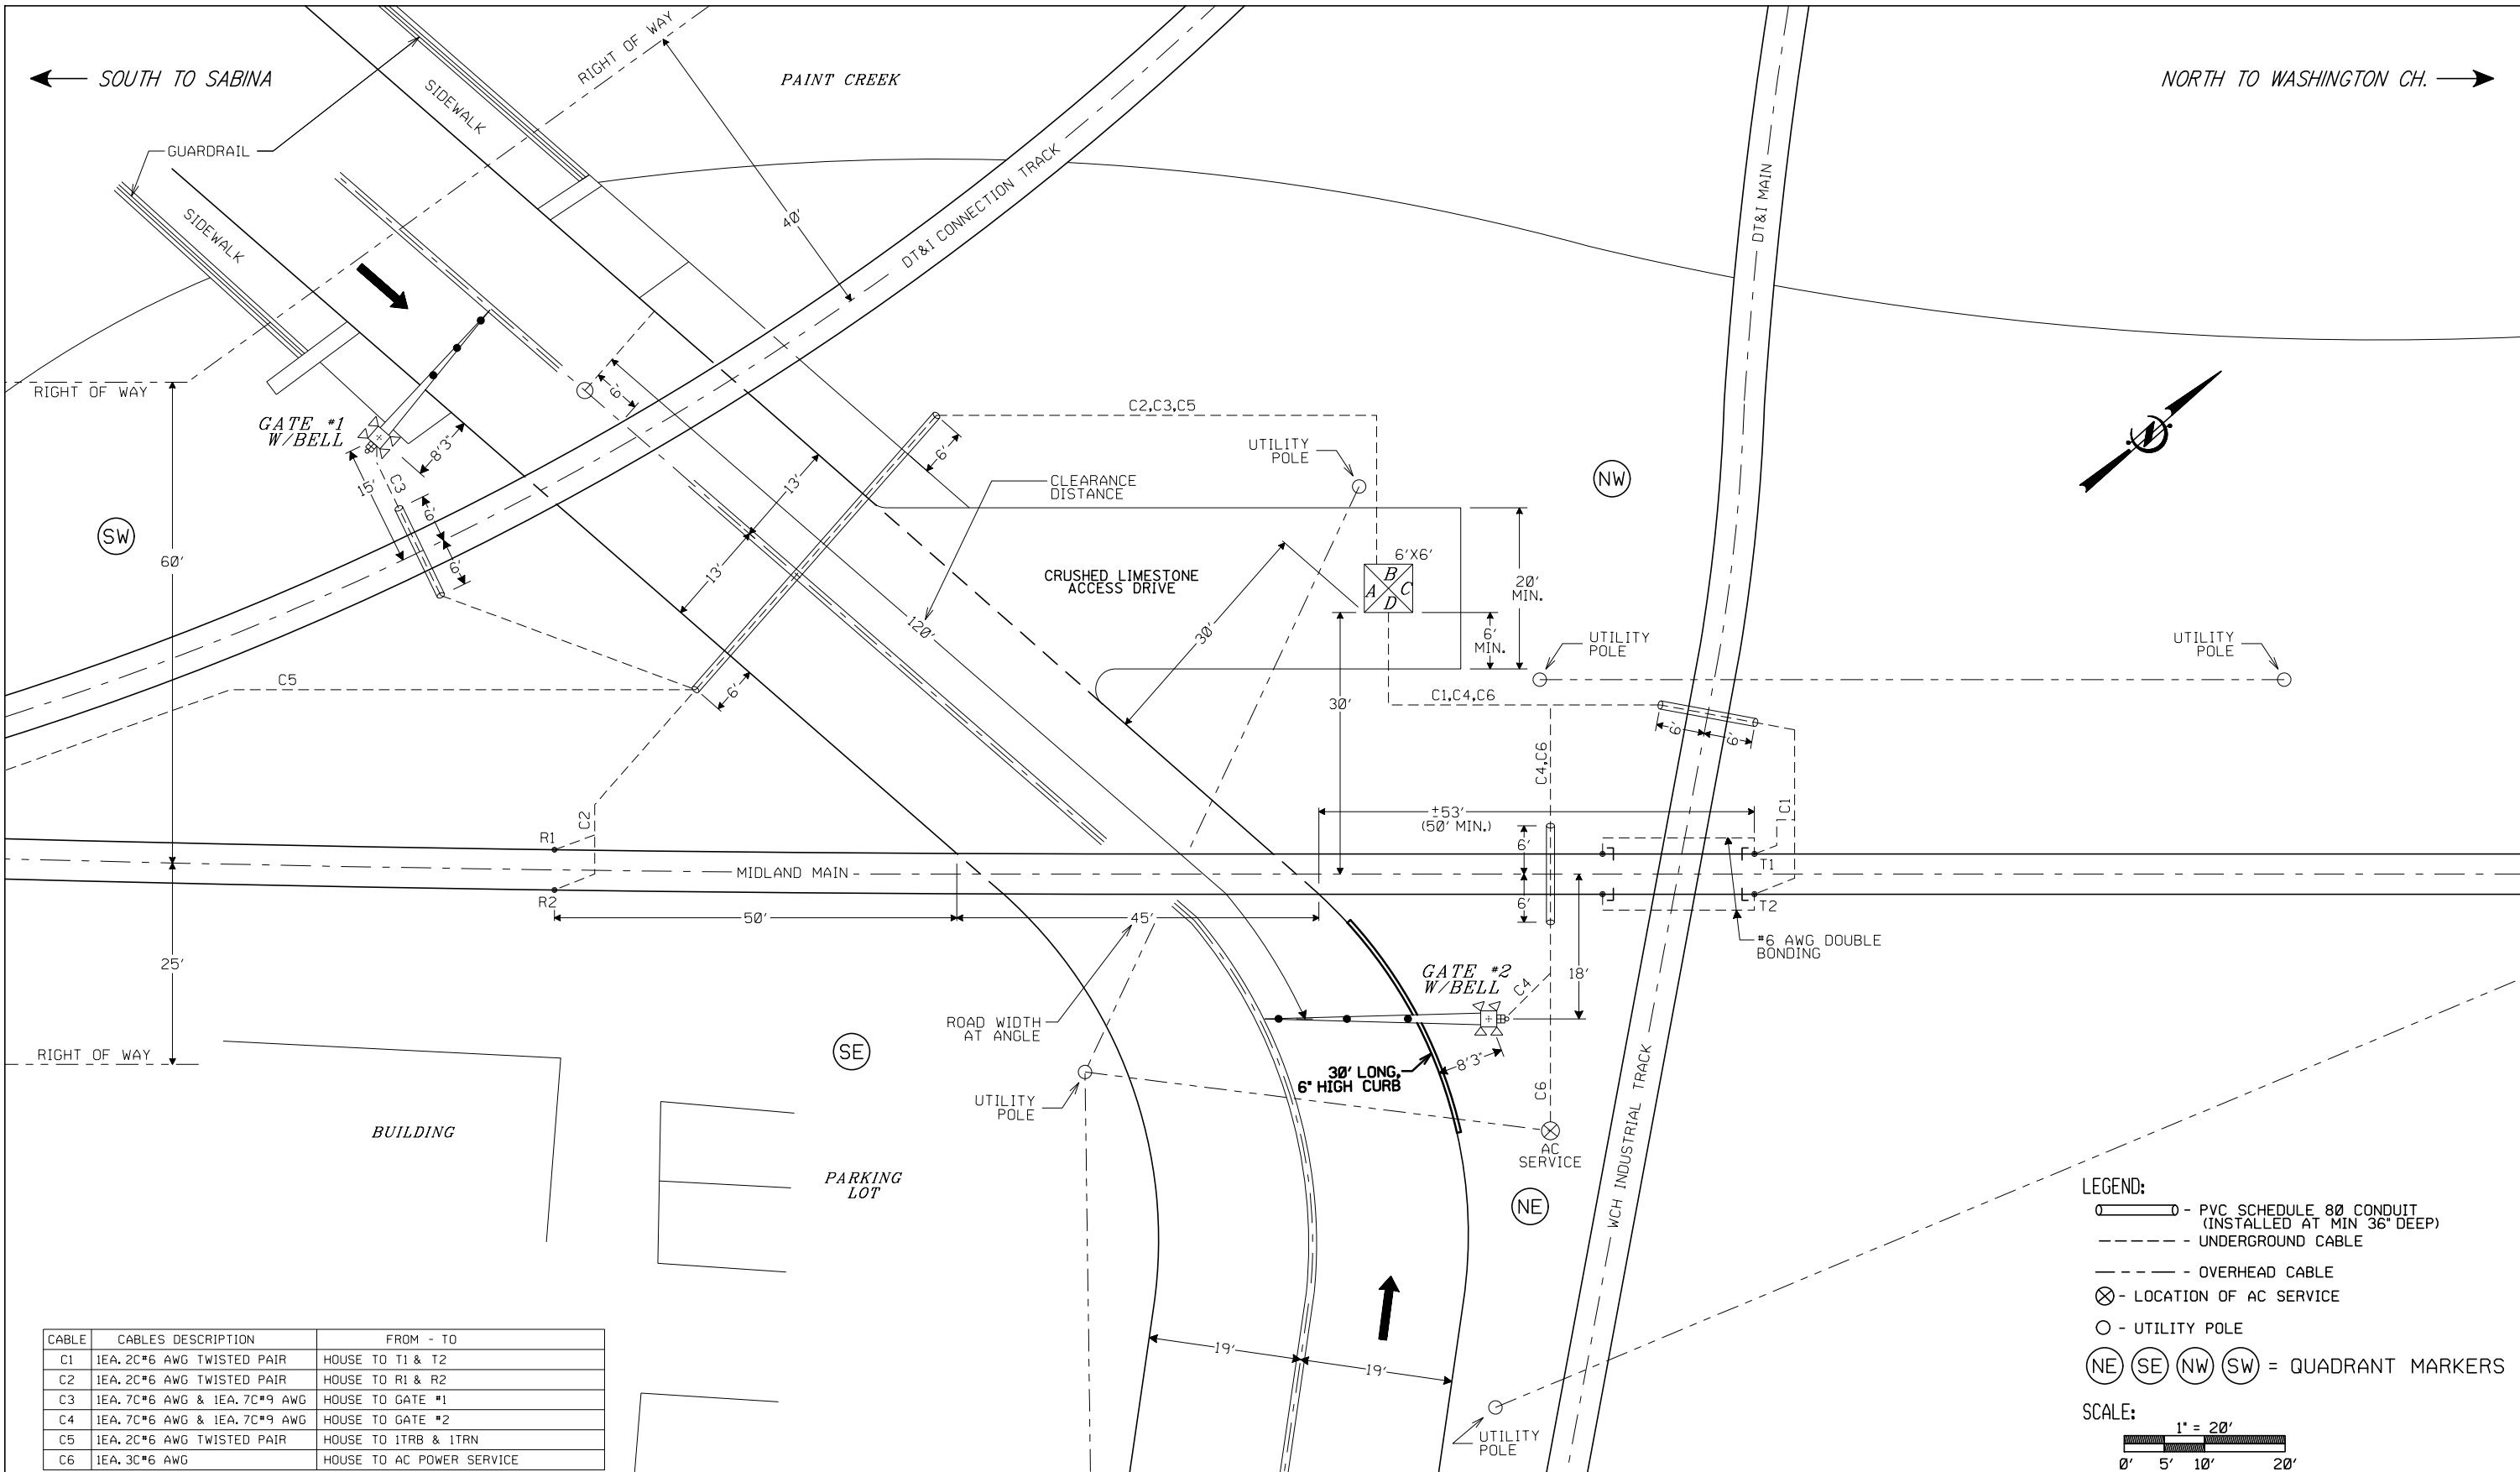 SOUTH TO SABINA
RIGHT OF WAY
PAINT CREEK
NORTH TO WASHINGTON CH.
SIDEWALK
GUARDRAIL
SIDEWALK
40'
DT&I CONNECTION TRACK
DT&I MAIN
RIGHT OF WAY
GATE #1
W/BELL
8'3"
6'
C2,C3,C5
6'
UTILITY
POLE
CLEARANCE
DISTANCE
NW
N
SW
60'
15'
C3
6'
6'
13'
13'
120'
CRUSHED LIMESTONE
ACCESS DRIVE
6'X6'
A
B
C
D
20'
MIN.
6'
MIN.
30'
30'
UTILITY
POLE
UTILITY
POLE
C5
6'
C1,C4,C6
6'
6'
C4,C6
C2
R1
R2
±53'
(50' MIN.)
C1
6'
6'
T1
T2
MIDLAND MAIN
50'
45'
#6 AWG DOUBLE
BONDING
25'
RIGHT OF WAY
ROAD WIDTH
AT ANGLE
GATE #2
W/BELL
C4
18'
SE
30' LONG,
6" HIGH CURB
8'3"
C6
UTILITY
POLE
BUILDING
AC
SERVICE
PARKING
LOT
NE
WCH INDUSTRIAL TRACK
19'
19'
UTILITY
POLE
LEGEND:
- PVC SCHEDULE 80 CONDUIT
(INSTALLED AT MIN 36" DEEP)
- UNDERGROUND CABLE
- OVERHEAD CABLE
- LOCATION OF AC SERVICE
- UTILITY POLE
NE SE NW SW = QUADRANT MARKERS
SCALE:
1" = 20'
0' 5' 10' 20'
CABLE CABLES DESCRIPTION FROM - TO
C1 1EA. 2C#6 AWG TWISTED PAIR HOUSE TO T1 & T2
C2 1EA. 2C#6 AWG TWISTED PAIR HOUSE TO R1 & R2
C3 1EA. 7C#6 AWG & 1EA. 7C#9 AWG HOUSE TO GATE #1
C4 1EA. 7C#6 AWG & 1EA. 7C#9 AWG HOUSE TO GATE #2
C5 1EA. 2C#6 AWG TWISTED PAIR HOUSE TO 1TRB & 1TRN
C6 1EA. 3C#6 AWG HOUSE TO AC POWER SERVICE